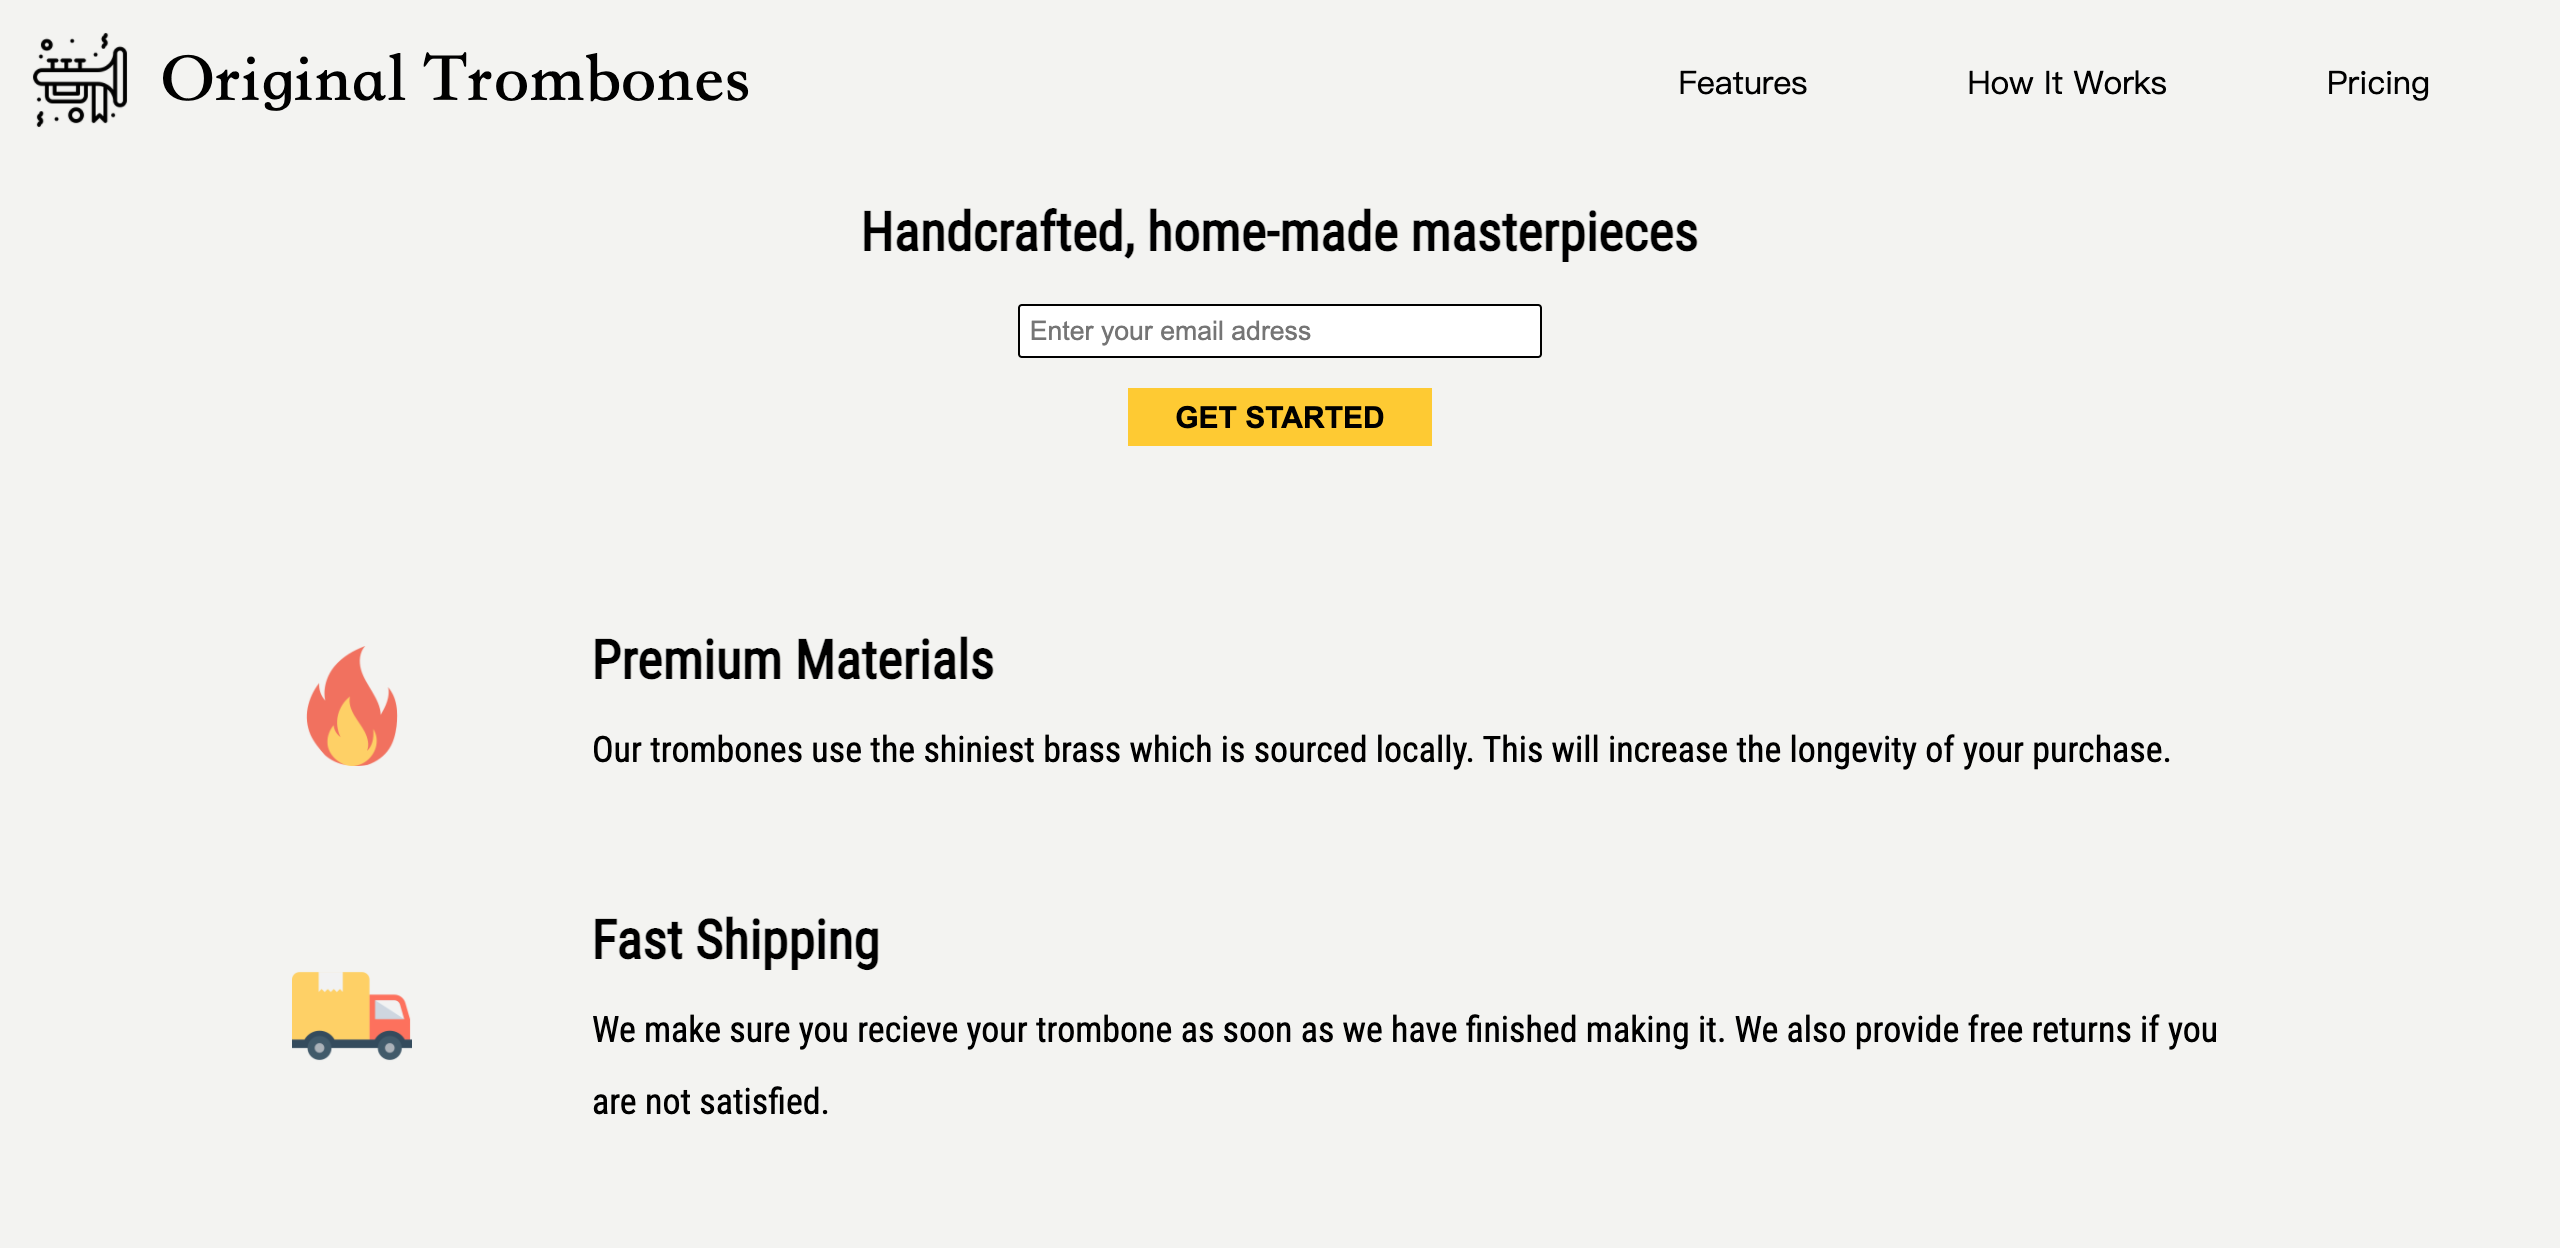 Original Trombones
Features
How It Works
Pricing
Handcrafted, home-made masterpieces
Enter your email adress
GET STARTED
Premium Materials
Our trombones use the shiniest brass which is sourced locally. This will increase the longevity of your purchase.
Fast Shipping
We make sure you recieve your trombone as soon as we have finished making it. We also provide free returns if you
are not satisfied.